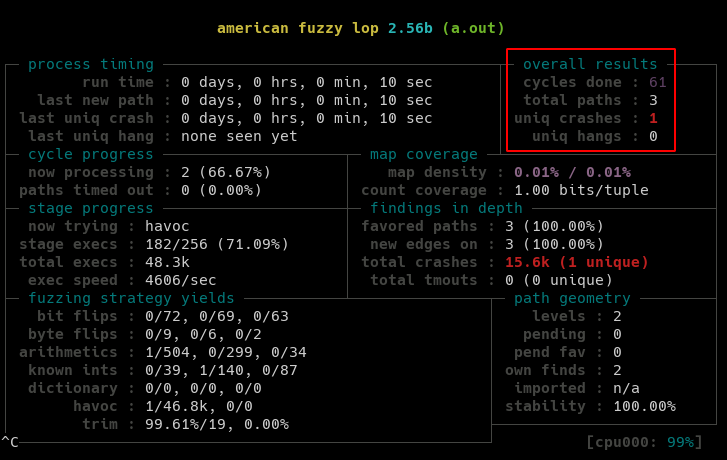 american fuzzy lop 2.56b (a.out)
process timing overall results
run time : 0 days, 0 hrs, 0 min, 10 sec cycles done : 61
last new path : 0 days, 0 hrs, 0 min, 10 sec total paths : 3
last uniq crash : 0 days, 0 hrs, 0 min, 10 sec uniq crashes : 1
last uniq hang : none seen yet uniq hangs : 0
cycle progress map coverage
now processing : 2 (66.67%) map density : 0.01% / 0.01%
paths timed out : 0 (0.00%) count coverage : 1.00 bits/tuple
stage progress findings in depth
now trying : havoc favored paths : 3 (100.00%)
stage execs : 182/256 (71.09%) new edges on : 3 (100.00%)
total execs : 48.3k total crashes : 15.6k (1 unique)
exec speed : 4606/sec total tmouts : 0 (0 unique)
fuzzing strategy yields path geometry
bit flips : 0/72, 0/69, 0/63 levels : 2
byte flips : 0/9, 0/6, 0/2 pending : 0
arithmetics : 1/504, 0/299, 0/34 pend fav : 0
known ints : 0/39, 1/140, 0/87 own finds : 2
dictionary : 0/0, 0/0, 0/0 imported : n/a
havoc : 1/46.8k, 0/0 stability : 100.00%
trim : 99.61%/19, 0.00%
^C [cpu000: 99%]